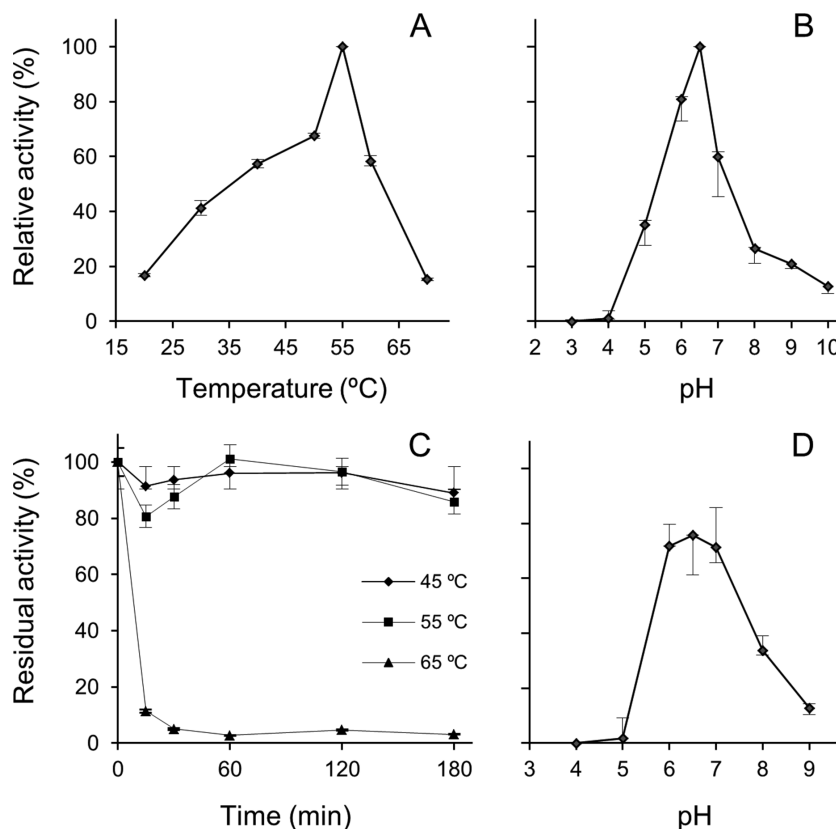 A
B
Relative activity (%)
100
80
60
40
20
0
15 25 35 45 55 65
2 3 4 5 6 7 8 9 10
Temperature (ºC)
pH
C
D
Residual activity (%)
100
80
60
40
20
0
45 ºC
55 ºC
65 ºC
0 60 120 180
3 4 5 6 7 8 9
Time (min)
pH